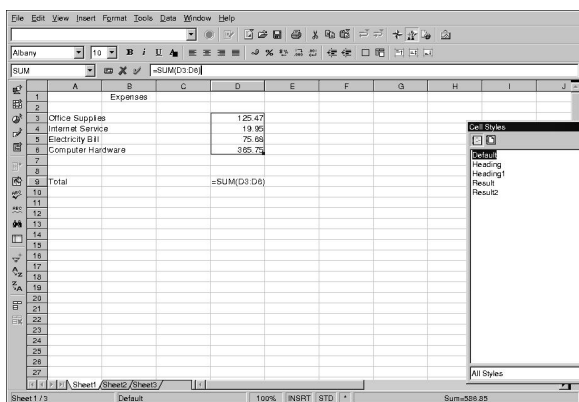 File Edit View Insert Format Tools Data Window Help
Albany 10 B i U A
SUM =SUM(D3:D6)
A B C D E F G H I J
1 Expenses
2
3 Office Supplies 125.47
4 Internet Service 19.95
5 Electricity Bill 75.68
6 Computer Hardware 365.75
7
8
9 Total =SUM(D3:D6)
10
11
12
13
14
15
16
17
18
19
20
21
22
23
24
25
26
27
Cell Styles
Default
Heading
Heading1
Result
Result2
All Styles
Sheet1 Sheet2 Sheet3
Sheet 1 / 3 Default 100% INSRT STD * Sum=586.85